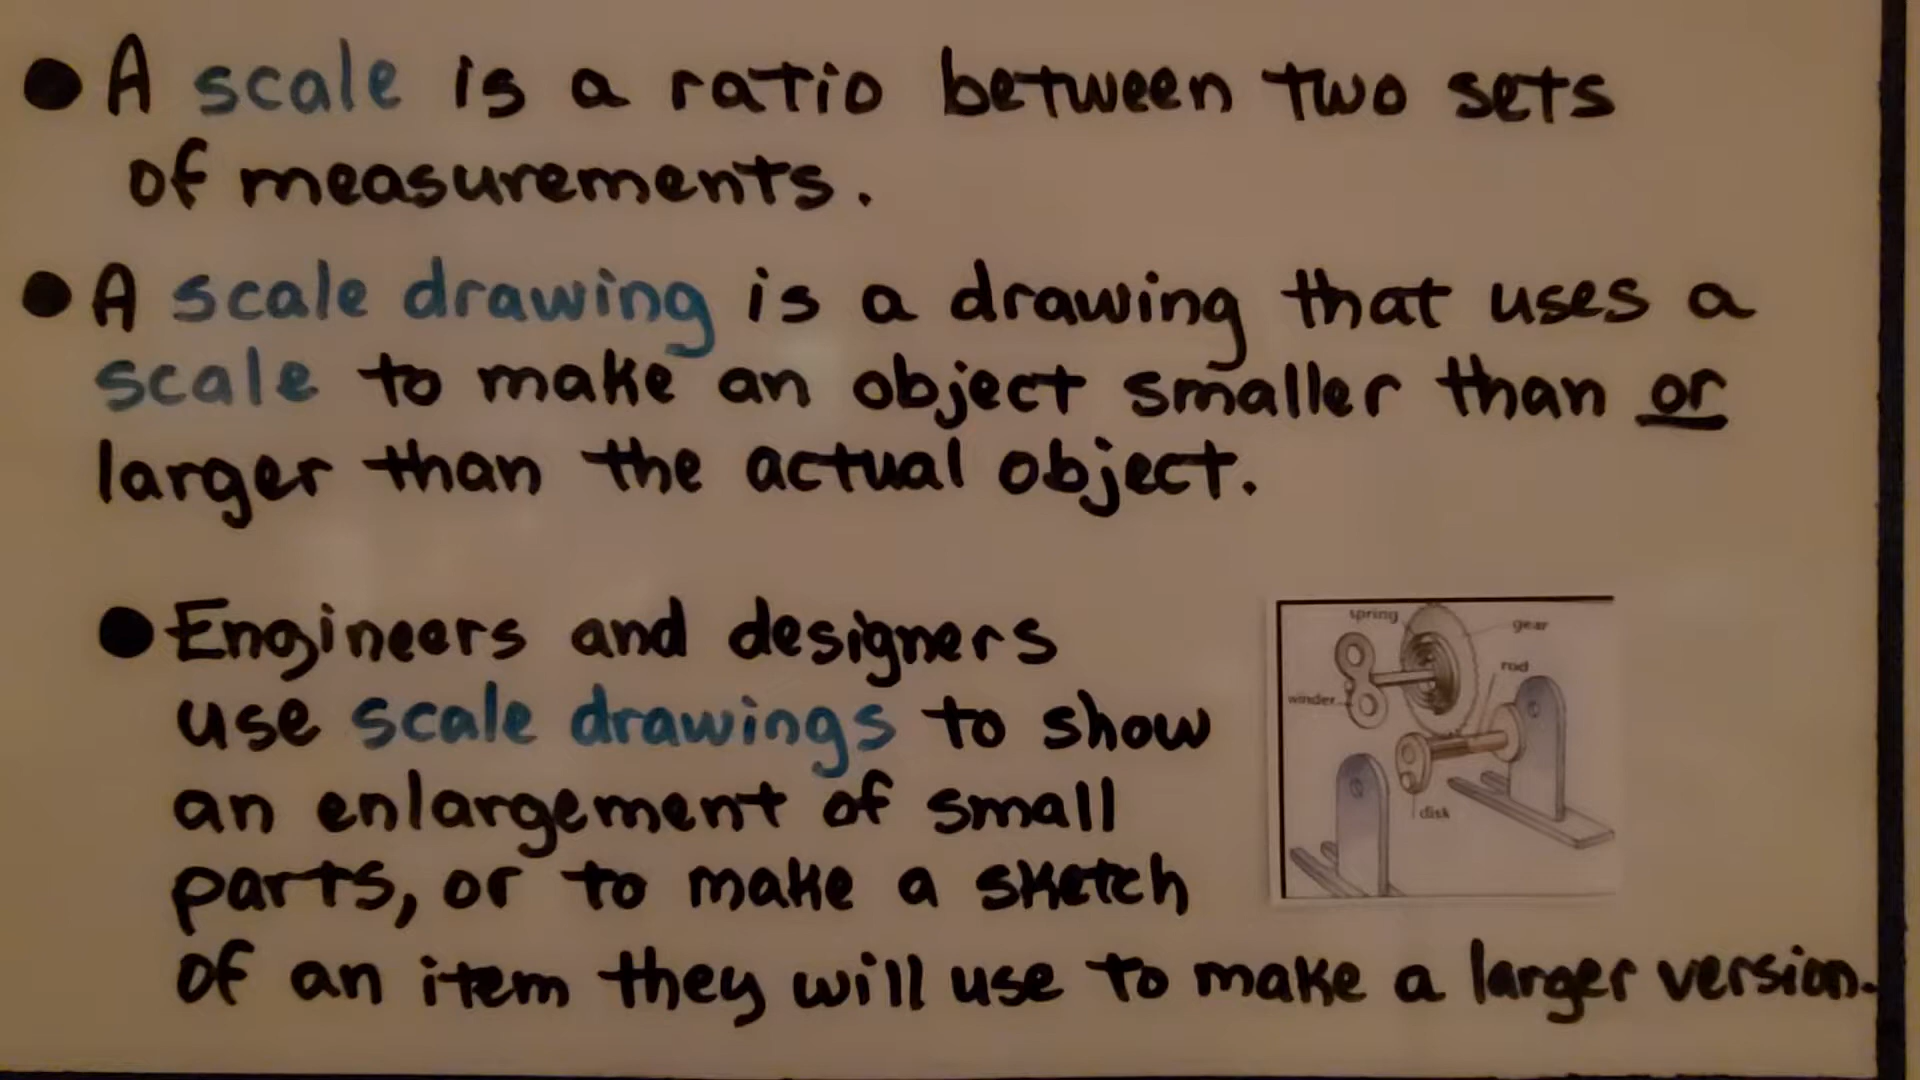 ● A scale is a ratio between two sets
of measurements.
● A scale drawing is a drawing that uses a
scale to make an object smaller than or
larger than the actual object.
● Engineers and designers
use scale drawings to show
an enlargement of small
parts, or to make a sketch
of an item they will use to make a larger version.
spring
gear
rod
winder
disk